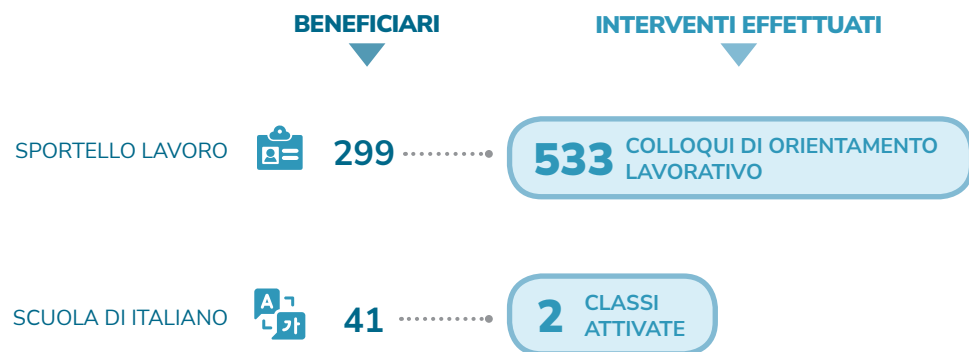 BENEFICIARI
INTERVENTI EFFETTUATI
SPORTELLO LAVORO
299
533 COLLOQUI DI ORIENTAMENTO
LAVORATIVO
SCUOLA DI ITALIANO
A
가
41
2 CLASSI
ATTIVATE